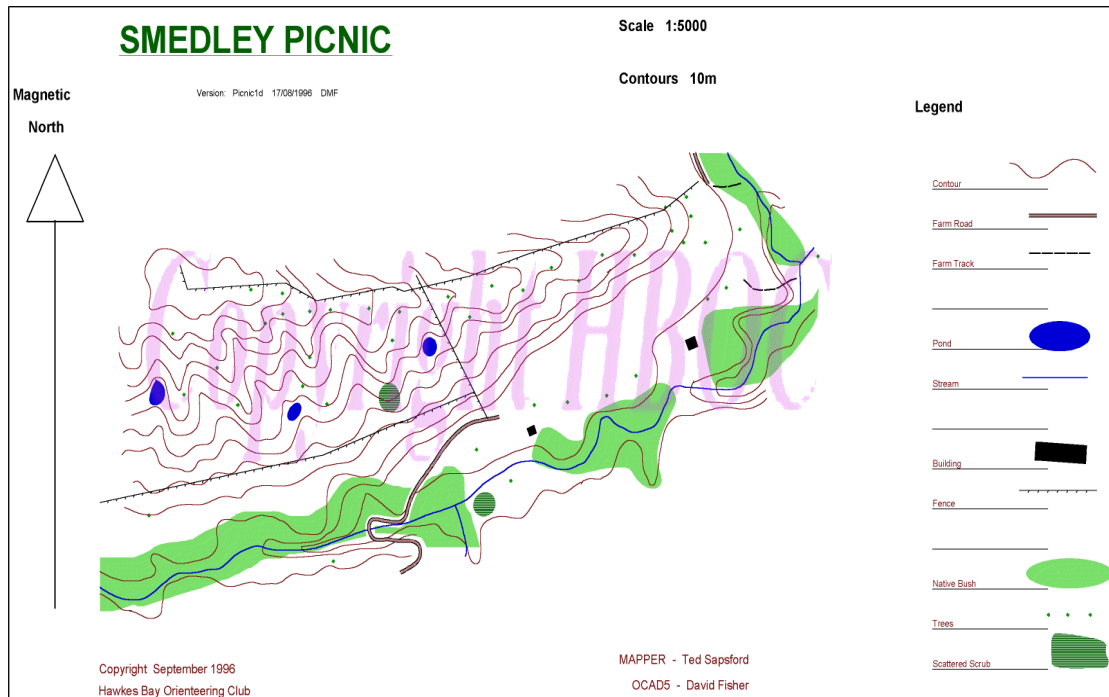 SMEDLEY PICNIC
Scale 1:5000
Contours 10m
Version: Picnic1d 17/08/1996 DMF
Magnetic
North
Legend
Contour
Farm Road
Farm Track
Pond
Stream
Building
Fence
Native Bush
Trees
Scattered Scrub
Copyright HBOC
Copyright September 1996
Hawkes Bay Orienteering Club
MAPPER - Ted Sapsford
OCAD5 - David Fisher